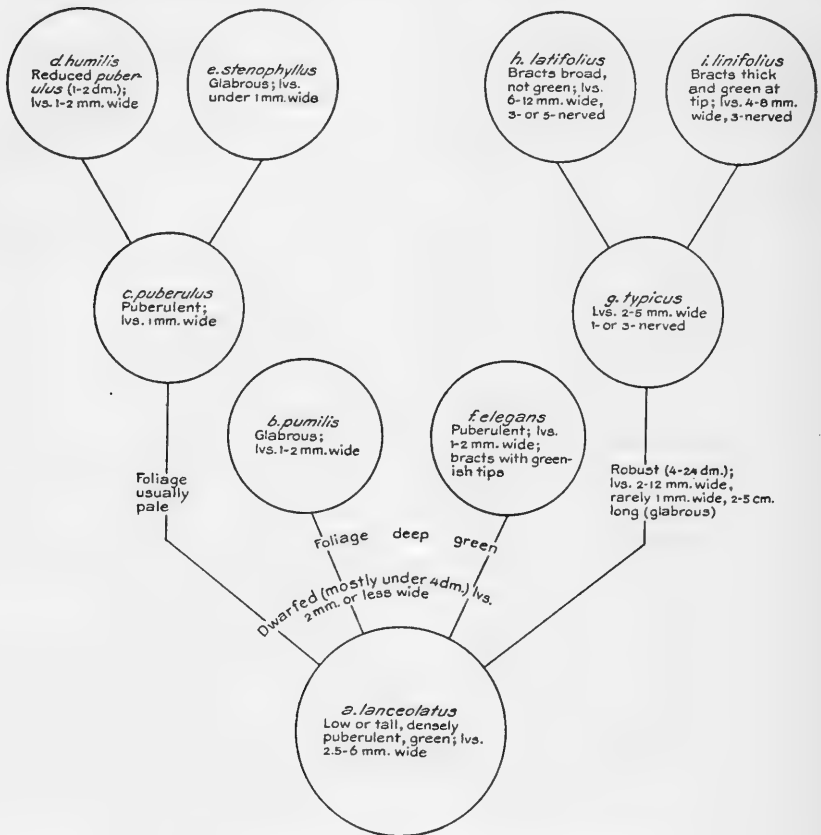 d. humilis
Reduced puber-
ulus (1-2 dm.);
lvs. 1-2 mm. wide
e. stenophyllus
Glabrous; lvs.
under 1 mm. wide
h. latifolius
Bracts broad,
not green; lvs.
6-12 mm. wide,
3- or 5- nerved
i. linifolius
Bracts thick
and green at
tip; lvs. 4-8 mm.
wide, 3-nerved
c. puberulus
Puberulent;
lvs. 1 mm. wide
g. typicus
Lvs. 2-5 mm. wide
1- or 3- nerved
b. pumilis
Glabrous;
lvs. 1-2 mm. wide
f. elegans
Puberulent; lvs.
1-2 mm. wide;
bracts with green-
ish tips
Foliage
usually
pale
Robust (4-24 dm.);
lvs. 2-12 mm. wide,
rarely 1 mm. wide, 2-5 cm.
long (glabrous)
Foliage deep green
Dwarfed (mostly under 4 dm.) lvs.
2 mm. or less wide
a. lanceolatus
Low or tall, densely
puberulent, green; lvs.
2.5-6 mm. wide